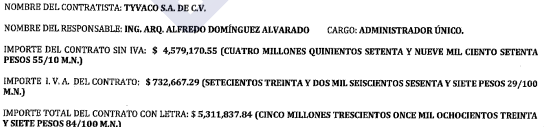 NOMBRE DEL CONTRATISTA: TYVACO S.A. DE C.V.
NOMBRE DEL RESPONSABLE: ING. ARQ. ALFREDO DOMÍNGUEZ ALVARADO CARGO: ADMINISTRADOR ÚNICO.
IMPORTE DEL CONTRATO SIN IVA: $ 4,579,170.55 (CUATRO MILLONES QUINIENTOS SETENTA Y NUEVE MIL CIENTO SETENTA
PESOS 55/10 M.N.)
IMPORTE I. V. A. DEL CONTRATO: $ 732,667.29 (SETECIENTOS TREINTA Y DOS MIL SEISCIENTOS SESENTA Y SIETE PESOS 29/100
M.N.)
IMPORTE TOTAL DEL CONTRATO CON LETRA: $ 5,311,837.84 (CINCO MILLONES TRESCIENTOS ONCE MIL OCHOCIENTOS TREINTA
Y SIETE PESOS 84/100 M.N.)